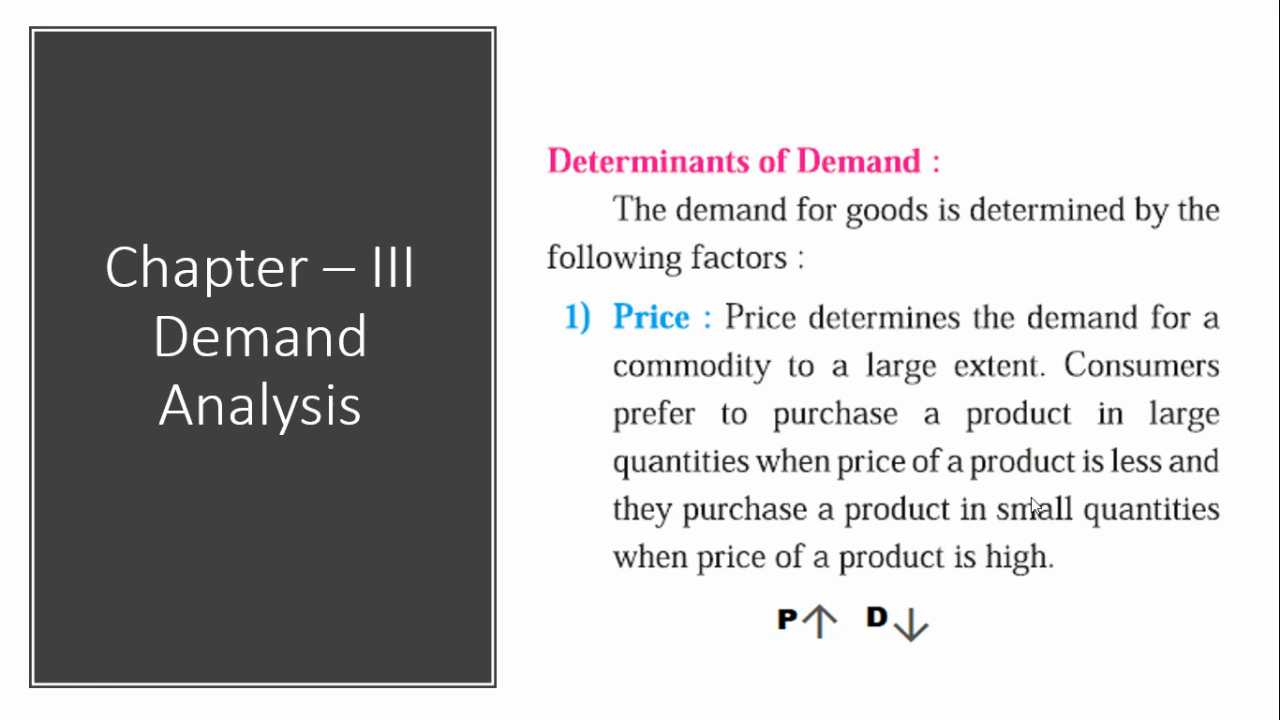 Chapter – III
Demand
Analysis
Determinants of Demand :
The demand for goods is determined by the
following factors :
1) Price : Price determines the demand for a
commodity to a large extent. Consumers
prefer to purchase a product in large
quantities when price of a product is less and
they purchase a product in small quantities
when price of a product is high.
P↑ D↓